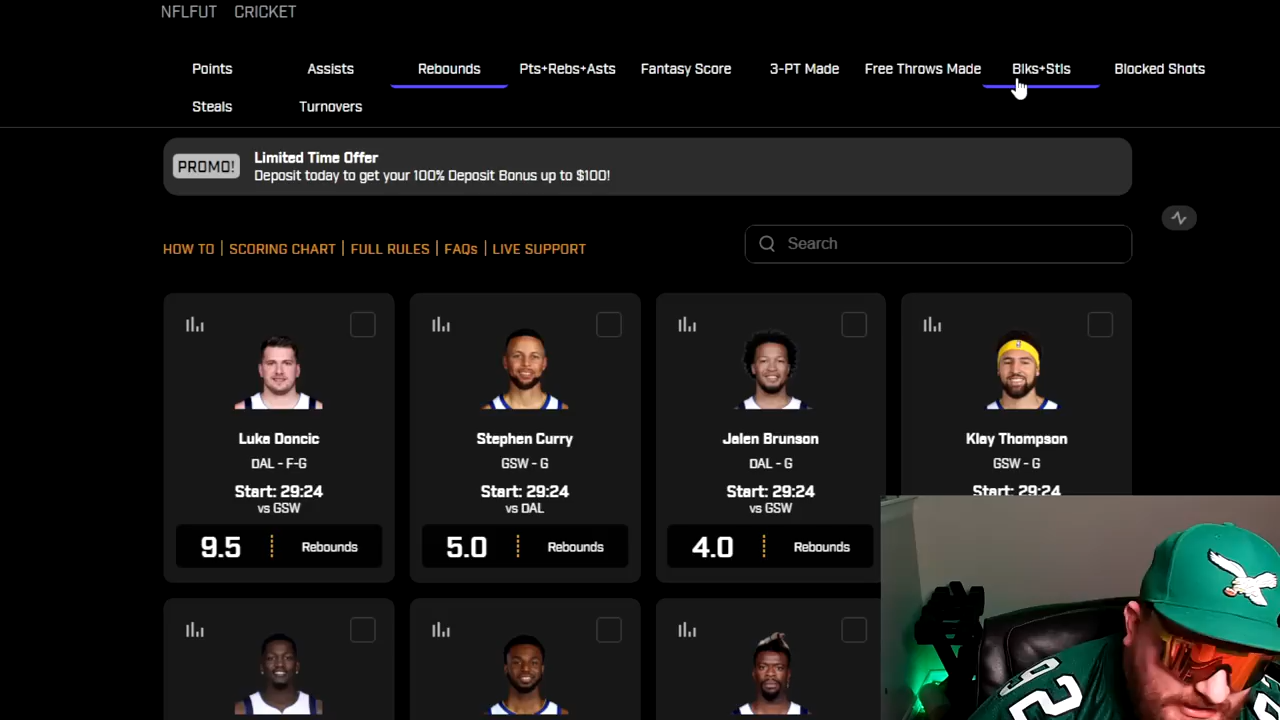 NFLFUT CRICKET
Points Assists Rebounds Pts+Rebs+Asts Fantasy Score 3-PT Made Free Throws Made Blks+Stls Blocked Shots
Steals Turnovers
PROMO!
Limited Time Offer
Deposit today to get your 100% Deposit Bonus up to $100!
HOW TO | SCORING CHART | FULL RULES | FAQs | LIVE SUPPORT
Search
Luka Doncic
DAL - F-G
Start: 29:24
vs GSW
9.5 Rebounds
Stephen Curry
GSW - G
Start: 29:24
vs DAL
5.0 Rebounds
Jalen Brunson
DAL - G
Start: 29:24
vs GSW
4.0 Rebounds
Klay Thompson
GSW - G
Start: 29:24